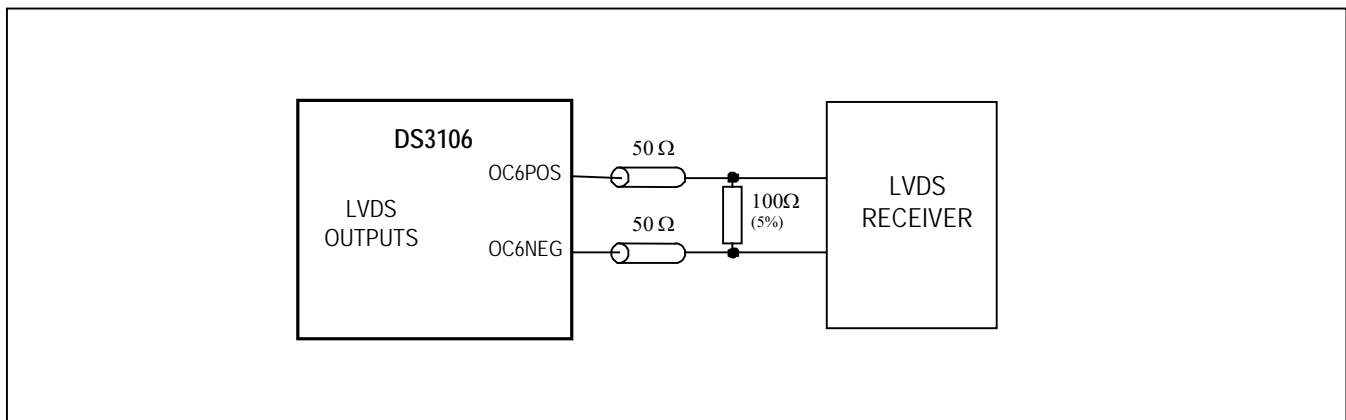 DS3106
OC6POS
LVDS
OUTPUTS
OC6NEG
50 Ω
50 Ω
100Ω
(5%)
LVDS
RECEIVER